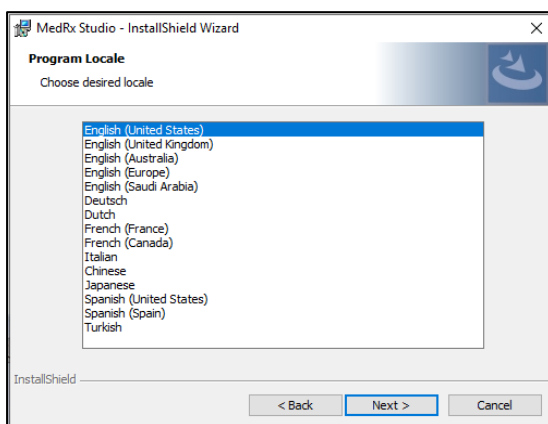 MedRx Studio - InstallShield Wizard
Program Locale
Choose desired locale
English (United States)
English (United Kingdom)
English (Australia)
English (Europe)
English (Saudi Arabia)
Deutsch
Dutch
French (France)
French (Canada)
Italian
Chinese
Japanese
Spanish (United States)
Spanish (Spain)
Turkish
InstallShield
< Back Next > Cancel